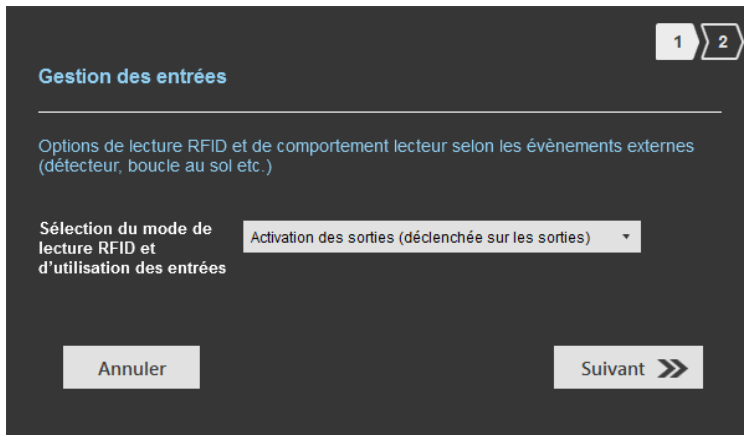 1 2
Gestion des entrées
Options de lecture RFID et de comportement lecteur selon les évènements externes
(détecteur, boucle au sol etc.)
Sélection du mode de
lecture RFID et
d'utilisation des entrées
Activation des sorties (déclenchée sur les sorties)
Annuler
Suivant